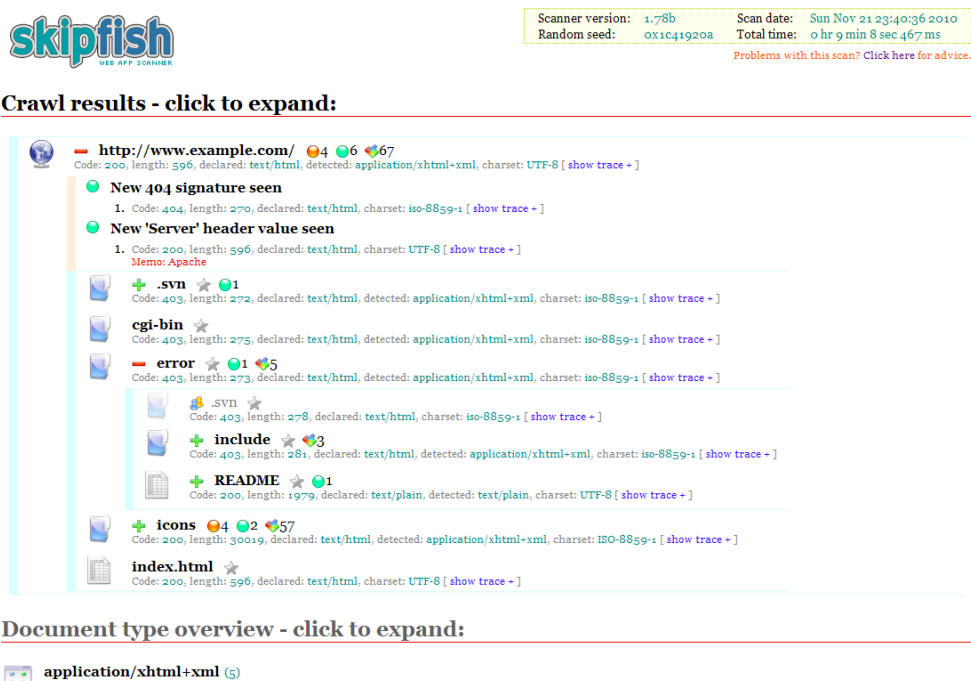 skipfish
WEB APP SCANNER
Scanner version: 1.78b Scan date: Sun Nov 21 23:40:36 2010
Random seed: 0x1c41920a Total time: 0 hr 9 min 8 sec 467 ms
Problems with this scan? Click here for advice.
Crawl results - click to expand:
http://www.example.com/ 4 6 67
Code: 200, length: 596, declared: text/html, detected: application/xhtml+xml, charset: UTF-8 [ show trace + ]
New 404 signature seen
1. Code: 404, length: 270, declared: text/html, charset: iso-8859-1 [ show trace + ]
New 'Server' header value seen
1. Code: 200, length: 596, declared: text/html, charset: UTF-8 [ show trace + ]
Memo: Apache
.svn 1
Code: 403, length: 272, declared: text/html, detected: application/xhtml+xml, charset: iso-8859-1 [ show trace + ]
cgi-bin
Code: 403, length: 275, declared: text/html, detected: application/xhtml+xml, charset: iso-8859-1 [ show trace + ]
error 1 5
Code: 403, length: 273, declared: text/html, detected: application/xhtml+xml, charset: iso-8859-1 [ show trace + ]
.svn
Code: 403, length: 278, declared: text/html, charset: iso-8859-1 [ show trace + ]
include 3
Code: 403, length: 281, declared: text/html, detected: application/xhtml+xml, charset: iso-8859-1 [ show trace + ]
README 1
Code: 200, length: 1979, declared: text/plain, detected: text/plain, charset: UTF-8 [ show trace + ]
icons 4 2 57
Code: 200, length: 30019, declared: text/html, detected: application/xhtml+xml, charset: ISO-8859-1 [ show trace + ]
index.html
Code: 200, length: 596, declared: text/html, charset: UTF-8 [ show trace + ]
Document type overview - click to expand:
application/xhtml+xml (5)